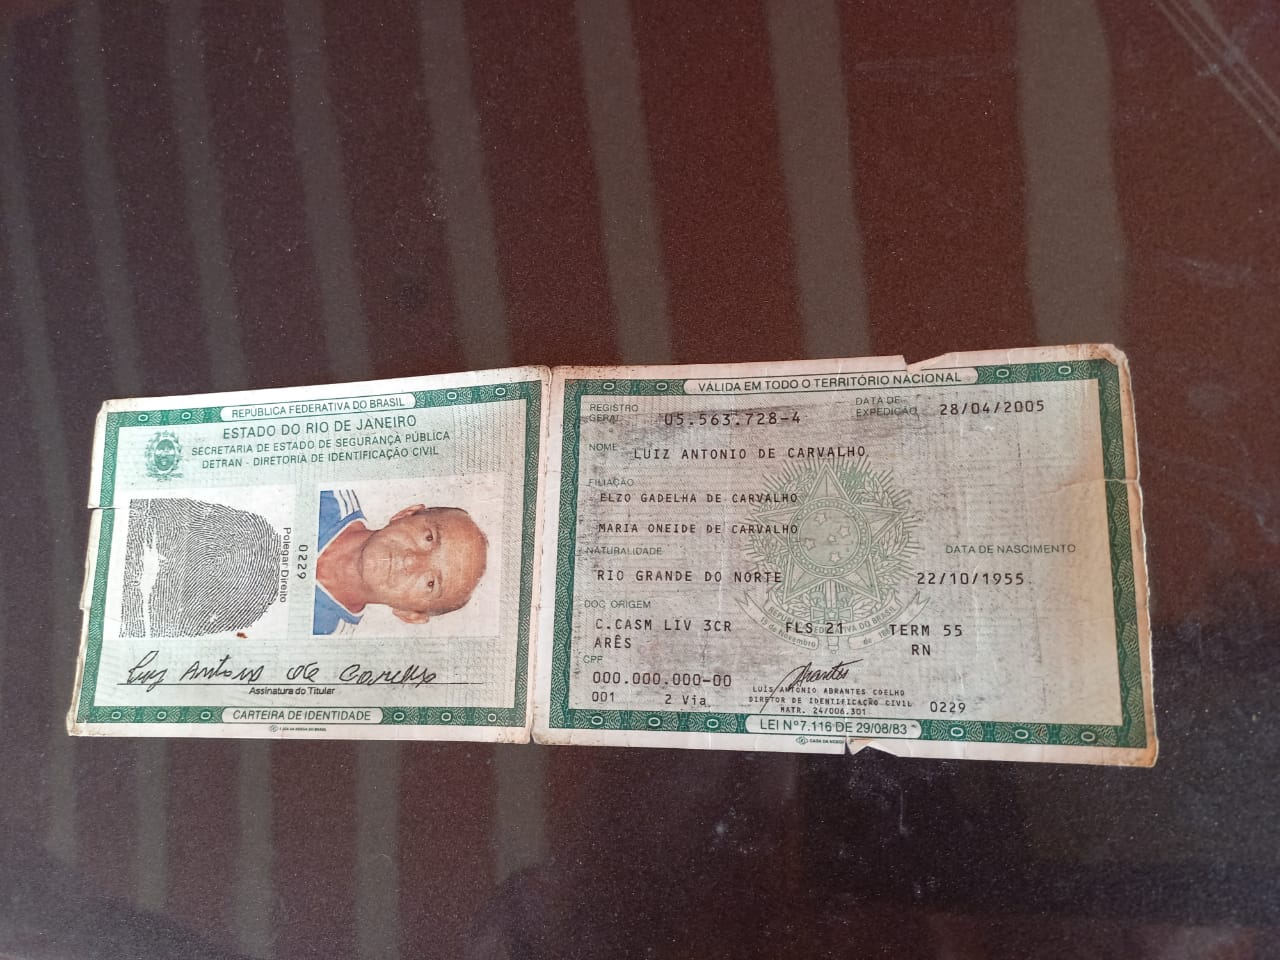 REPÚBLICA FEDERATIVA DO BRASIL
ESTADO DO RIO DE JANEIRO
SECRETARIA DE ESTADO DE SEGURANÇA PÚBLICA
DETRAN - DIRETORIA DE IDENTIFICAÇÃO CIVIL
Polegar Direito
0229
Luiz Antonio de Carvalho
Assinatura do Titular
CARTEIRA DE IDENTIDADE
VÁLIDA EM TODO O TERRITÓRIO NACIONAL
REGISTRO GERAL 05.563.728-4 DATA DE EXPEDIÇÃO 28/04/2005
NOME LUIZ ANTONIO DE CARVALHO
FILIAÇÃO
ELZO GADELHA DE CARVALHO
MARIA ONEIDE DE CARVALHO
NATURALIDADE DATA DE NASCIMENTO
RIO GRANDE DO NORTE 22/10/1955
DOC ORIGEM
C.CASM LIV 3CR FLS 21 TERM 55
ARÊS RN
CPF
000.000.000-00
001 2 Via
Abrantes
LUIS ANTONIO ABRANTES COELHO
DIRETOR DE IDENTIFICAÇÃO CIVIL
MATR. 24/006.301
0229
LEI Nº 7.116 DE 29/08/83